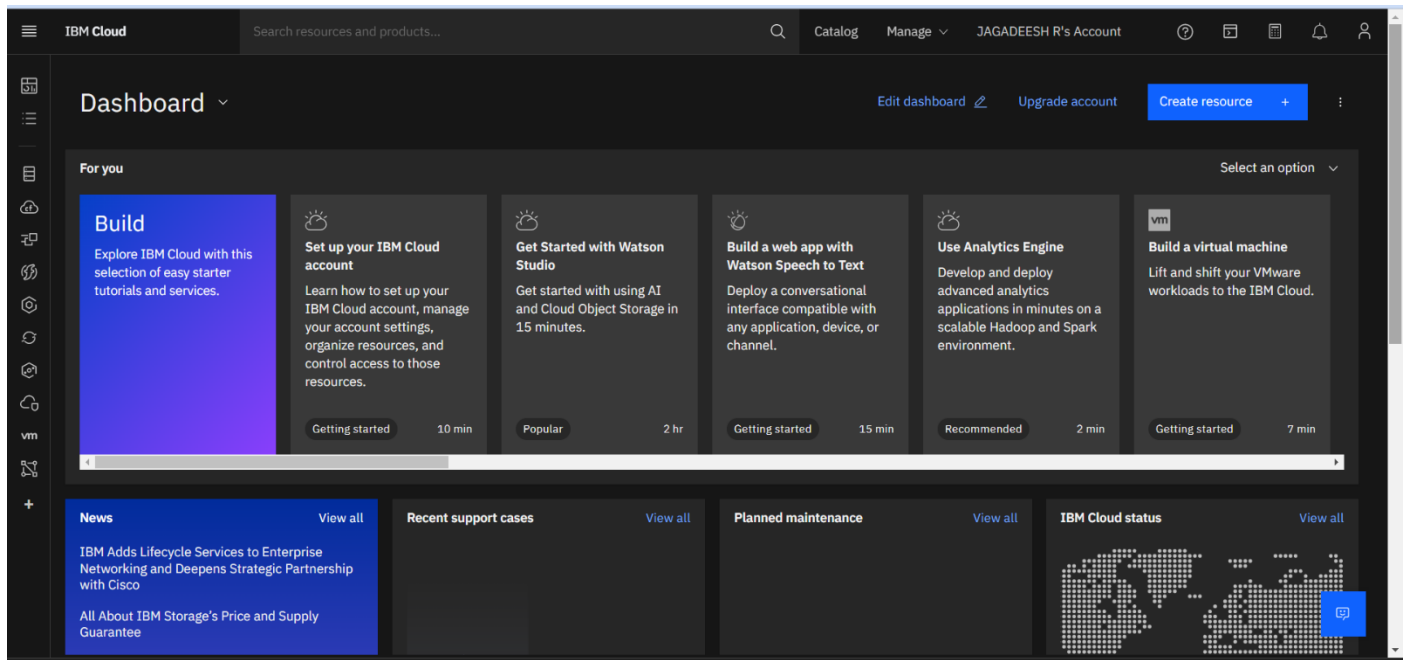 IBM Cloud
Search resources and products...
Catalog
Manage
JAGADEESH R's Account
Dashboard
Edit dashboard
Upgrade account
Create resource +
For you
Select an option
Build
Explore IBM Cloud with this
selection of easy starter
tutorials and services.
Set up your IBM Cloud
account
Learn how to set up your
IBM Cloud account, manage
your account settings,
organize resources, and
control access to those
resources.
Getting started
10 min
Get Started with Watson
Studio
Get started with using AI
and Cloud Object Storage in
15 minutes.
Popular
2 hr
Build a web app with
Watson Speech to Text
Deploy a conversational
interface compatible with
any application, device, or
channel.
Getting started
15 min
Use Analytics Engine
Develop and deploy
advanced analytics
applications in minutes on a
scalable Hadoop and Spark
environment.
Recommended
2 min
vm
Build a virtual machine
Lift and shift your VMware
workloads to the IBM Cloud.
Getting started
7 min
cf
vm
+
News
View all
IBM Adds Lifecycle Services to Enterprise
Networking and Deepens Strategic Partnership
with Cisco
All About IBM Storage's Price and Supply
Guarantee
Recent support cases
View all
Planned maintenance
View all
IBM Cloud status
View all